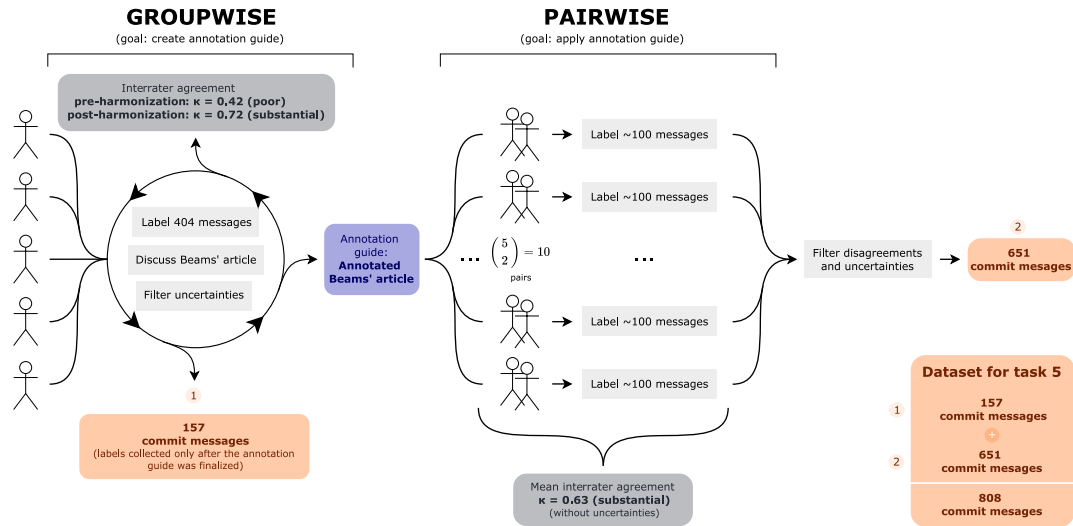 GROUPWISE
(goal: create annotation guide)
Interrater agreement
pre-harmonization: κ = 0.42 (poor)
post-harmonization: κ = 0.72 (substantial)
Label 404 messages
Discuss Beams' article
Filter uncertainties
1
157
commit messages
(labels collected only after the annotation
guide was finalized)
Annotation
guide:
Annotated
Beams' article
PAIRWISE
(goal: apply annotation guide)
Label ~100 messages
Label ~100 messages
... (5 2) = 10 ...
pairs
Label ~100 messages
Label ~100 messages
Mean interrater agreement
κ = 0.63 (substantial)
(without uncertainties)
Filter disagreements
and uncertainties
2
651
commit mesages
Dataset for task 5
1
157
commit messages
+
2
651
commit messages
808
commit messages